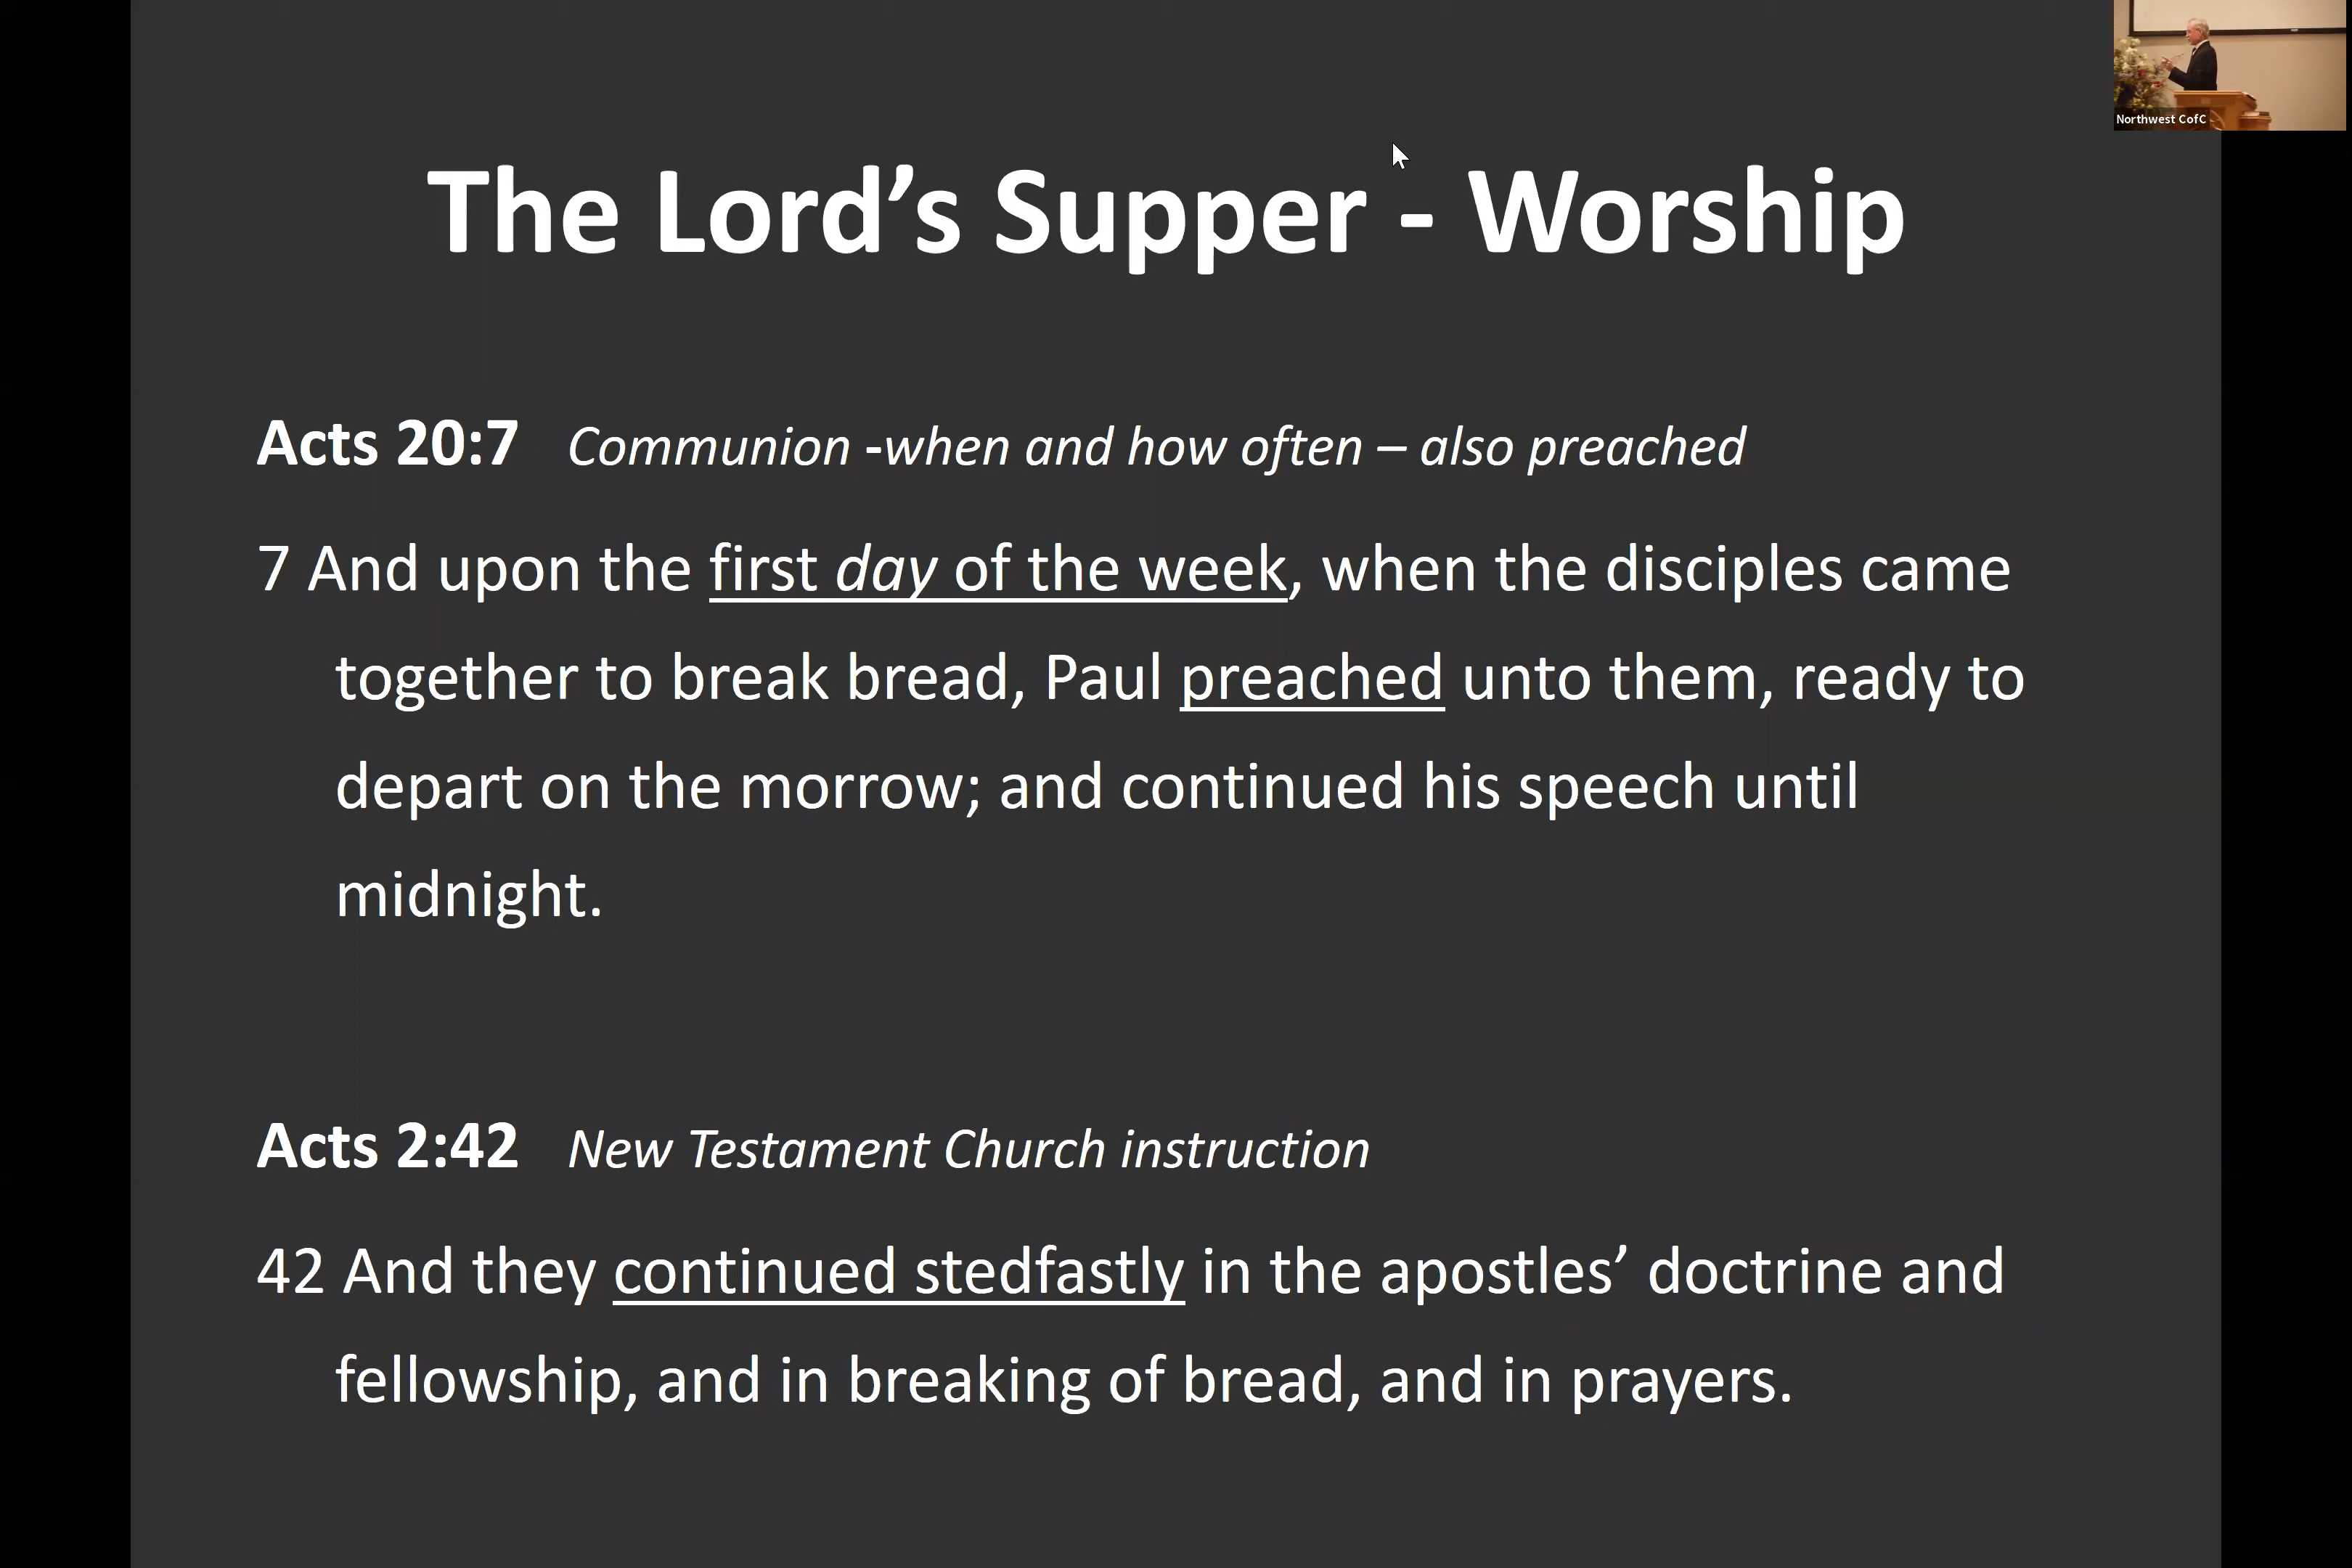 Northwest CofC
The Lord’s Supper - Worship
Acts 20:7 Communion -when and how often – also preached
7 And upon the first day of the week, when the disciples came
together to break bread, Paul preached unto them, ready to
depart on the morrow; and continued his speech until
midnight.
Acts 2:42 New Testament Church instruction
42 And they continued stedfastly in the apostles’ doctrine and
fellowship, and in breaking of bread, and in prayers.